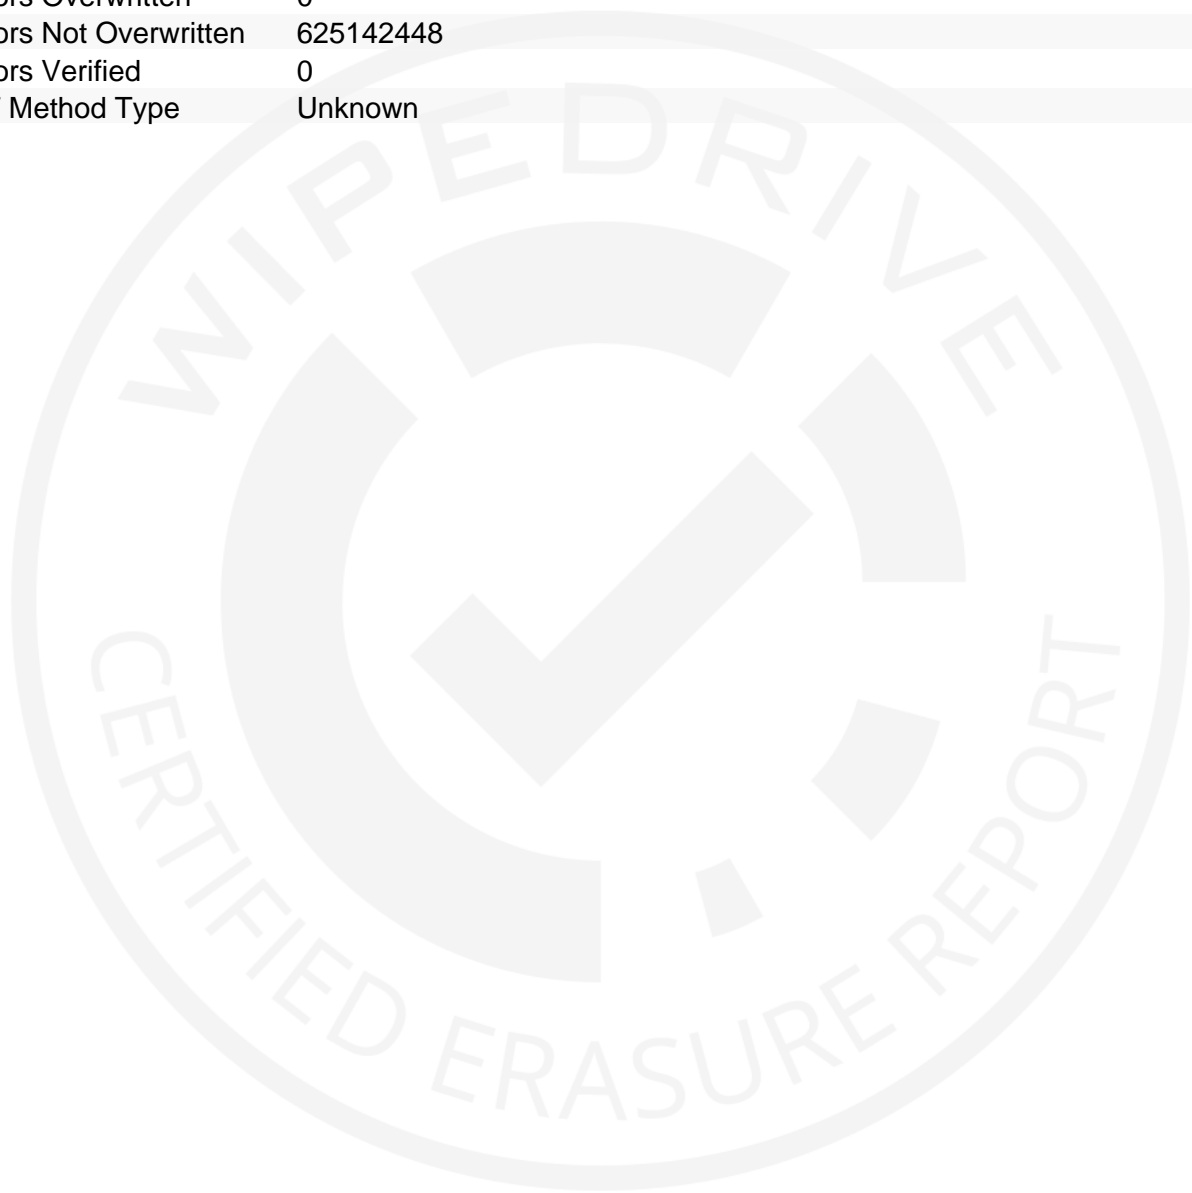 ors Overwritten 0
ors Not Overwritten 625142448
ors Verified 0
Method Type Unknown
WIPEDRIVE
CERTIFIED ERASURE REPORT